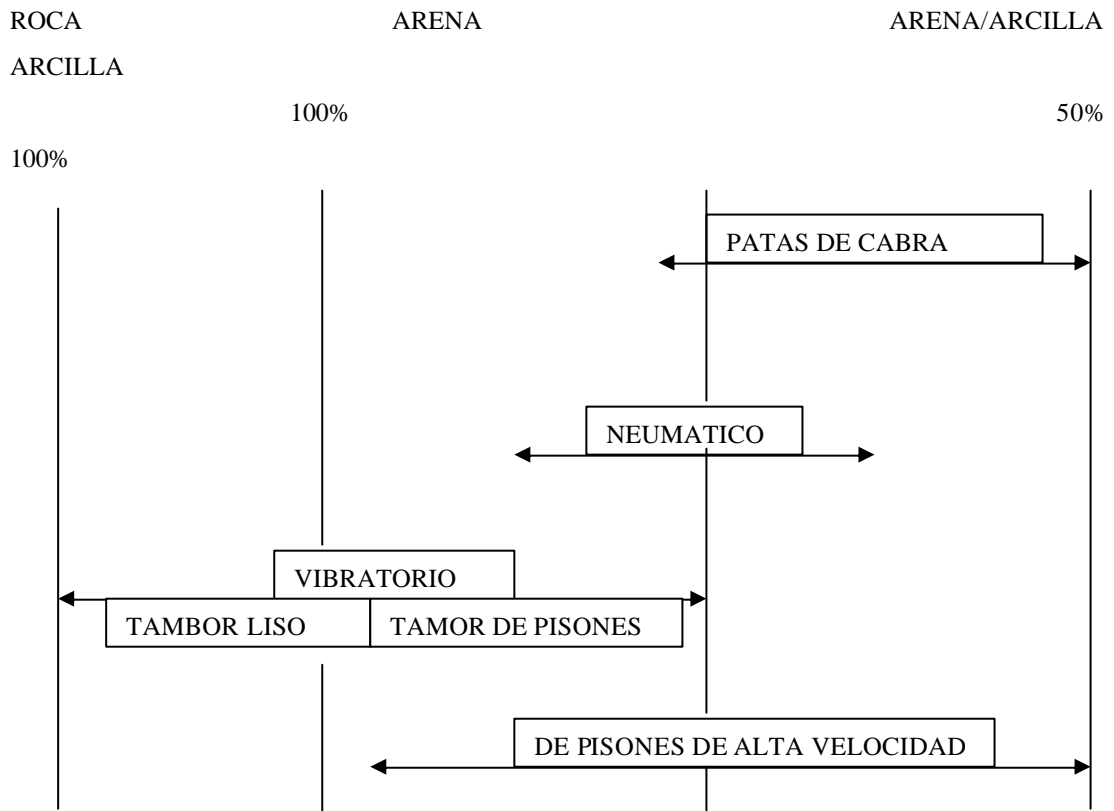 ROCA ARENA ARENA/ARCILLA
ARCILLA
100% 50%
100%
PATAS DE CABRA
NEUMATICO
VIBRATORIO
TAMBOR LISO TAMOR DE PISONES
DE PISONES DE ALTA VELOCIDAD